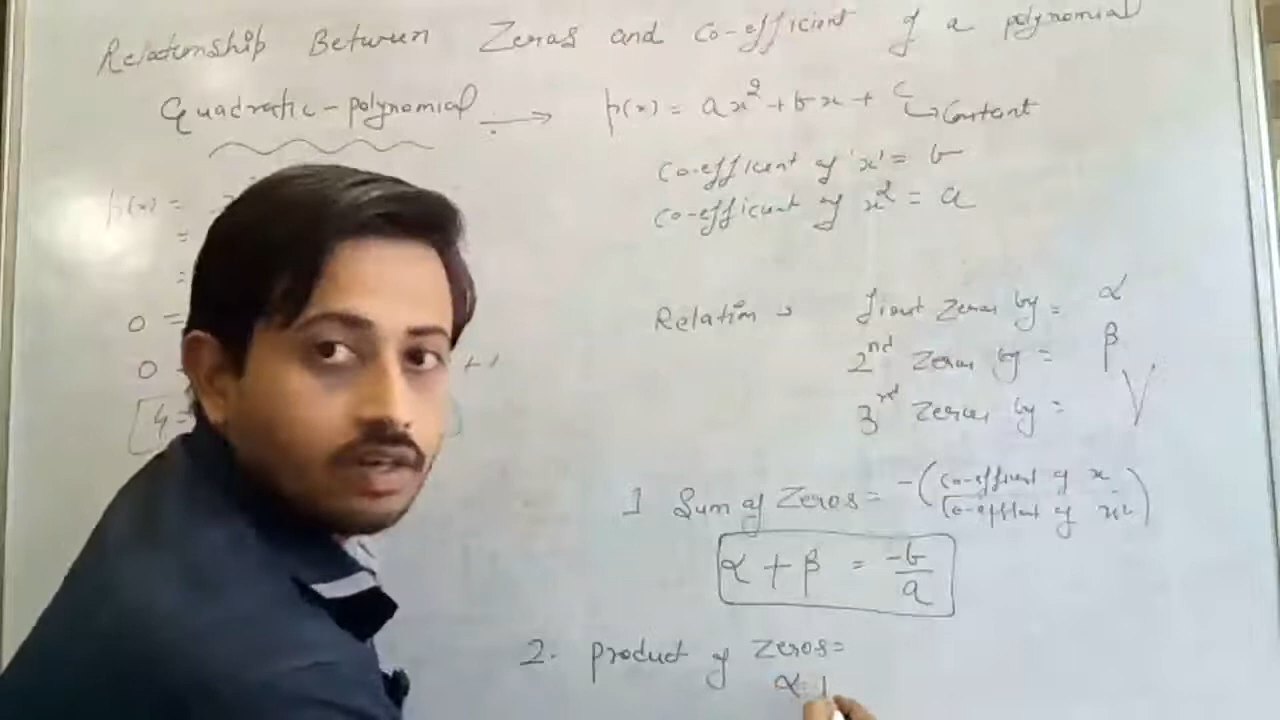 Relationship Between Zeros and Co-efficient of a polynomial
Quadratic-polynomial → p(x) = ax² + bx + c → Constant
Co-efficient of 'x' = b
Co-efficient of x² = a
p(x) =
=
=
0 =
0
+1
[4 -
Relation → first zeros by = α
2nd zeros by = β
3rd zeros by = γ
1 Sum of Zeros = -(Co-efficient of x / Co-efficient of x²)
α + β = -b/a
2. product of zeros =
α.